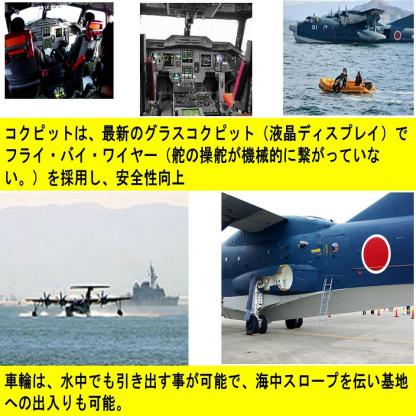 01
コクピットは、最新のグラスコクピット（液晶ディスプレイ）で
フライ・バイ・ワイヤー（舵の操舵が機械的に繋がっていな
い。）を採用し、安全性向上
車輪は、水中でも引き出す事が可能で、海中スロープを伝い基地
への出入りも可能。